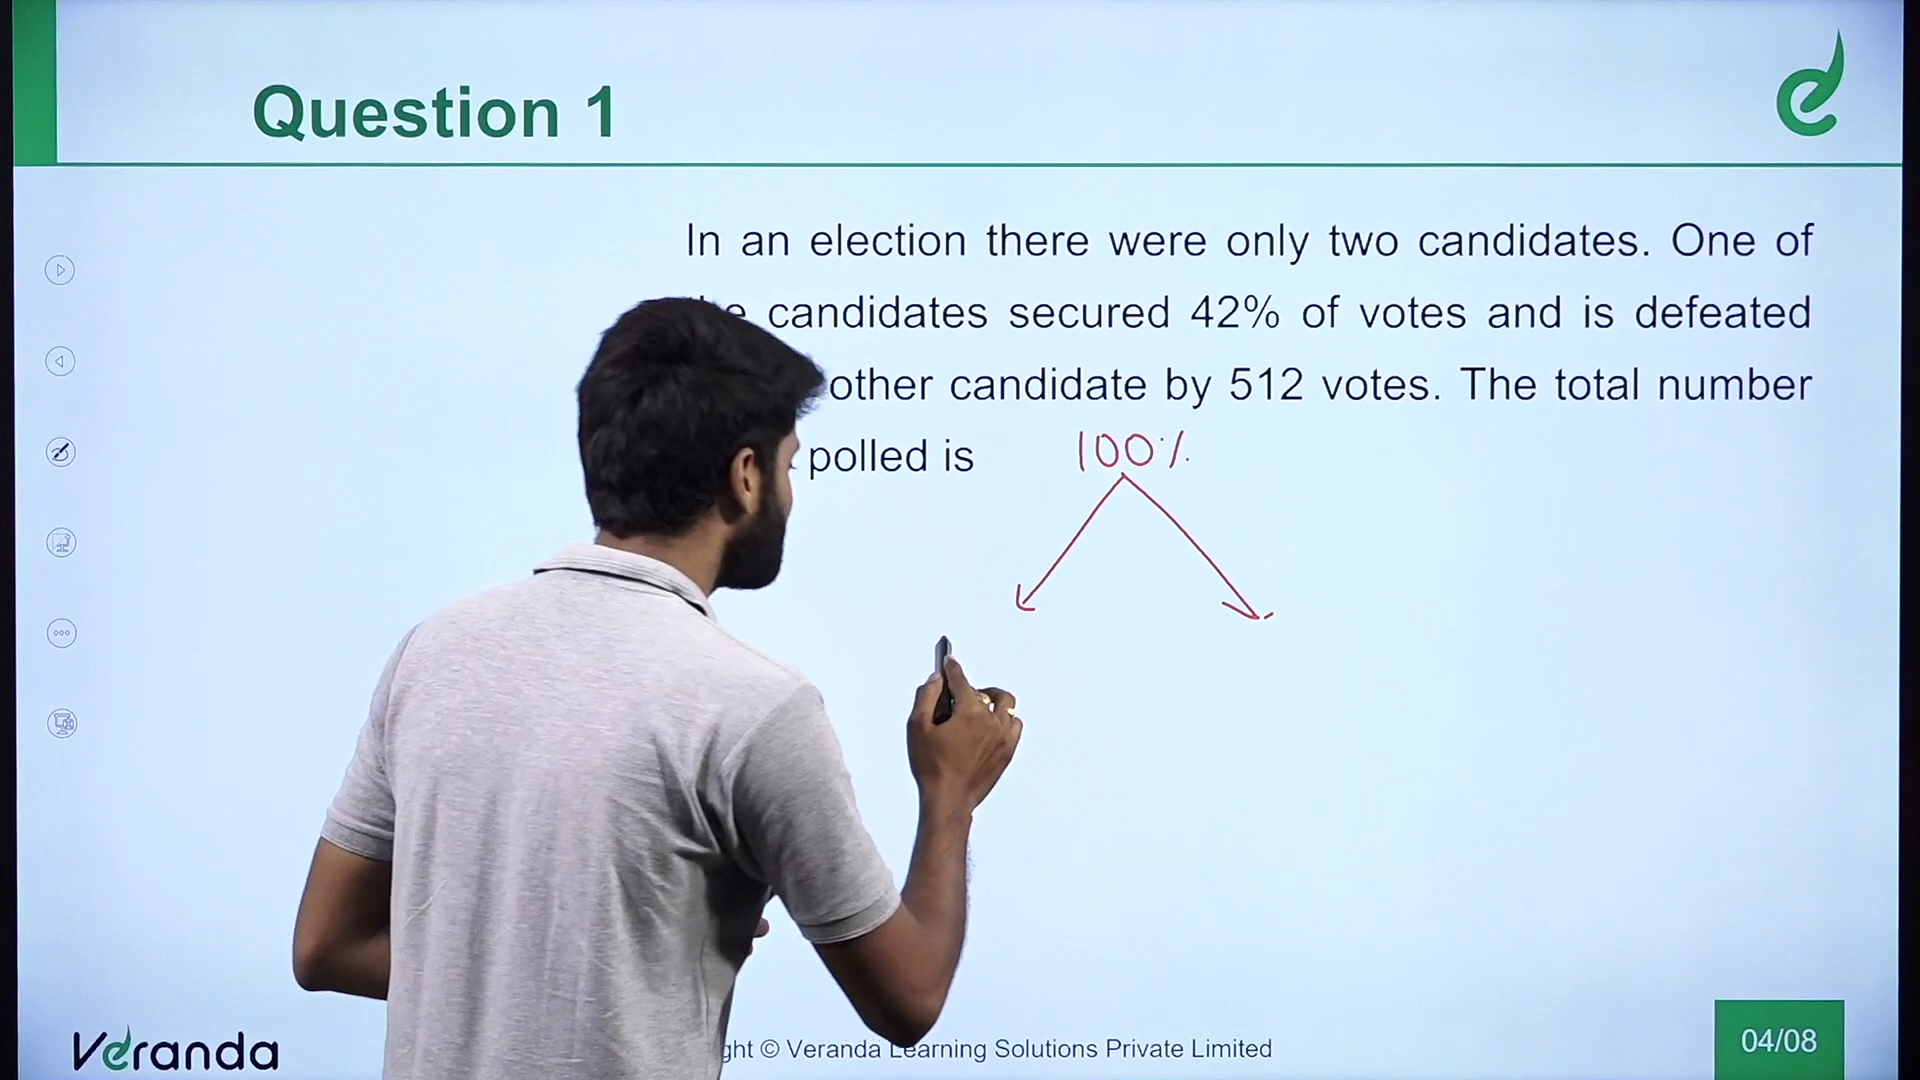 Question 1
In an election there were only two candidates. One of
candidates secured 42% of votes and is defeated
other candidate by 512 votes. The total number
polled is
100%
Veranda
© Veranda Learning Solutions Private Limited
04/08